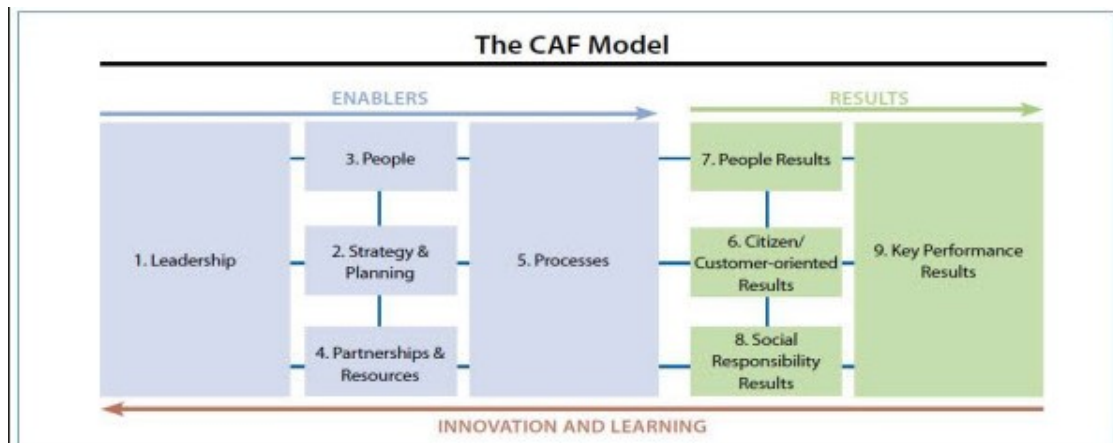 The CAF Model
ENABLERS
RESULTS
1. Leadership
3. People
2. Strategy &
Planning
4. Partnerships &
Resources
5. Processes
7. People Results
6. Citizen/
Customer-oriented
Results
8. Social
Responsibility
Results
9. Key Performance
Results
INNOVATION AND LEARNING